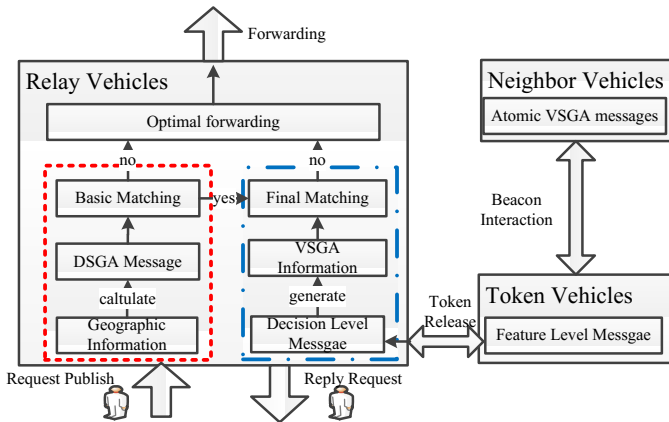 Forwarding
Relay Vehicles
Optimal forwarding
no
no
Basic Matching
yes
Final Matching
DSGA Message
VSGA
Information
caltulate
generate
Geographic
Information
Decision Level
Messgae
Request Publish
Reply Request
Token
Release
Neighbor Vehicles
Atomic VSGA messages
Beacon
Interaction
Token Vehicles
Feature Level Messgae